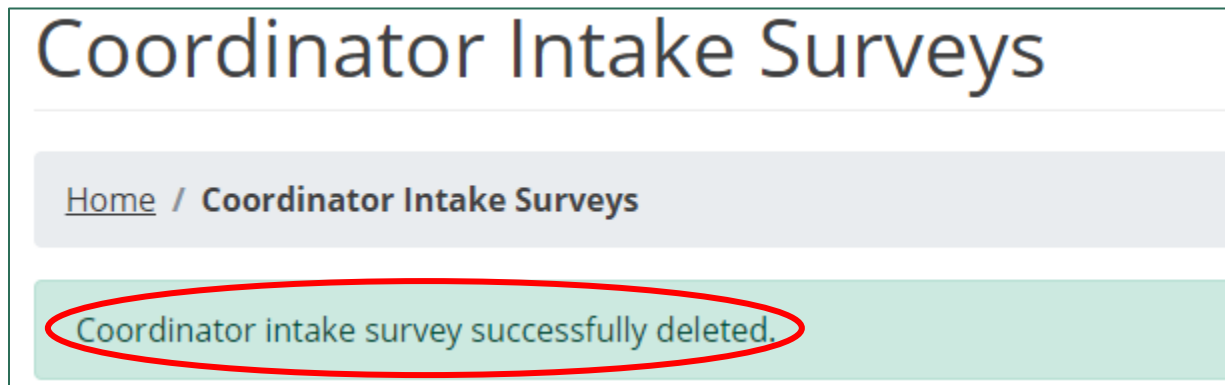 Coordinator Intake Surveys
Home / Coordinator Intake Surveys
Coordinator intake survey successfully deleted.